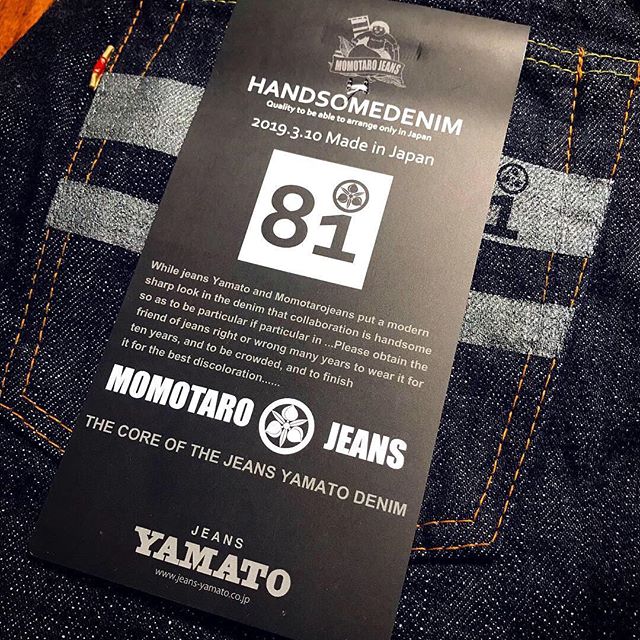 MOMOTARO JEANS
HANDSOMEDENIM
Quality to be able to arrange only in Japan
2019.3.10 Made in Japan
81
While jeans Yamato and Momotarojeans put a modern
sharp look in the denim that collaboration is handsome
so as to be particular if particular in ...Please obtain the
friend of jeans right or wrong many years to wear it for
ten years, and to be crowded, and to finish
it for the best discoloration......
MOMOTARO JEANS
THE CORE OF THE JEANS YAMATO DENIM
JEANS
YAMATO
www.jeans-yamato.co.jp
1